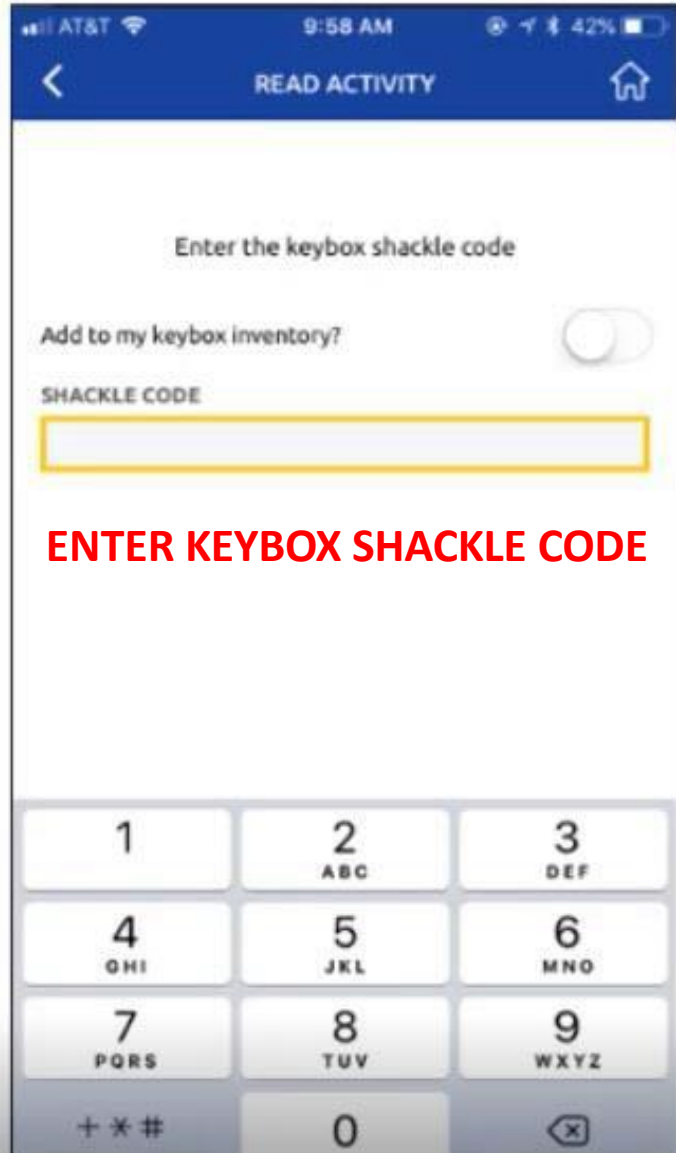 AT&T 9:58 AM 42%
READ ACTIVITY
Enter the keybox shackle code
Add to my keybox inventory?
SHACKLE CODE
ENTER KEYBOX SHACKLE CODE
1 2 3
ABC DEF
4 5 6
GHI JKL MNO
7 8 9
PQRS TUV WXYZ
+*# 0